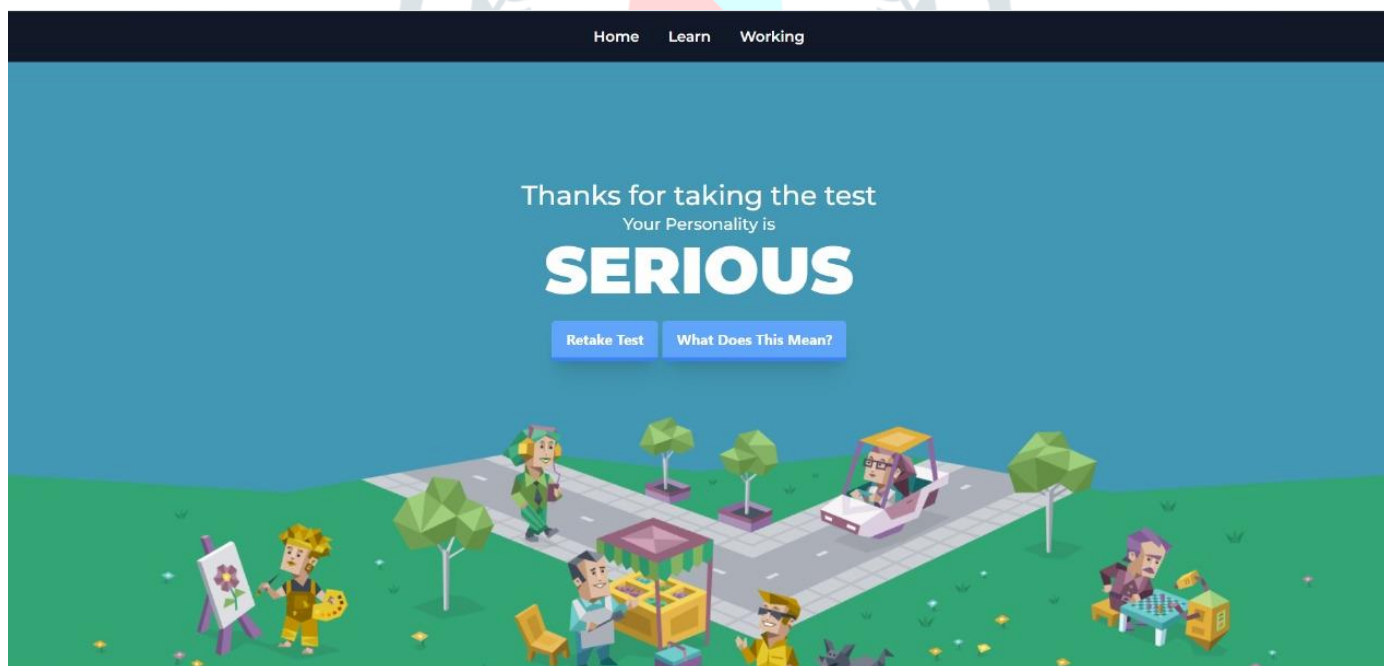 Home Learn Working
Thanks for taking the test
Your Personality is
SERIOUS
Retake Test What Does This Mean?